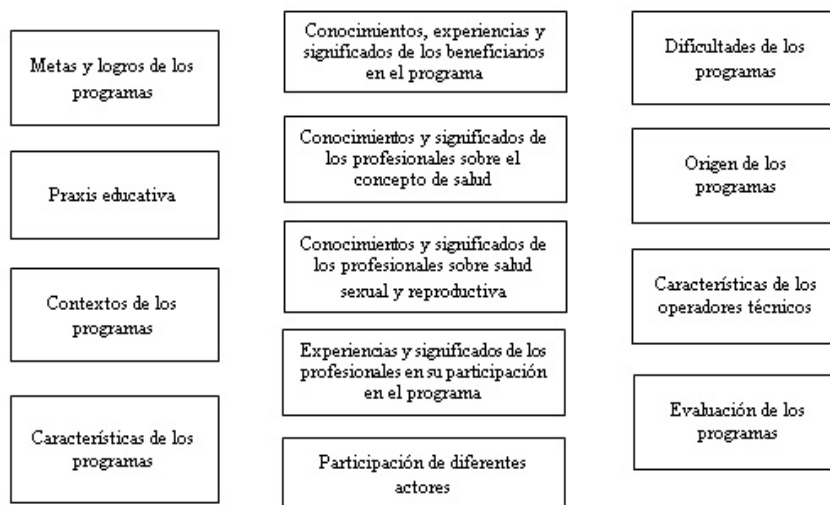 Metas y logros de los
programas
Praxis educativa
Contextos de los
programas
Características de los
programas
Conocimientos, experiencias y
significados de los beneficiarios
en el programa
Conocimientos y significados de
los profesionales sobre el
concepto de salud
Conocimientos y significados de
los profesionales sobre salud
sexual y reproductiva
Experiencias y significados de los
profesionales en su participación
en el programa
Participación de diferentes
actores
Dificultades de los
programas
Origen de los
programas
Características de los
operadores técnicos
Evaluación de los
programas